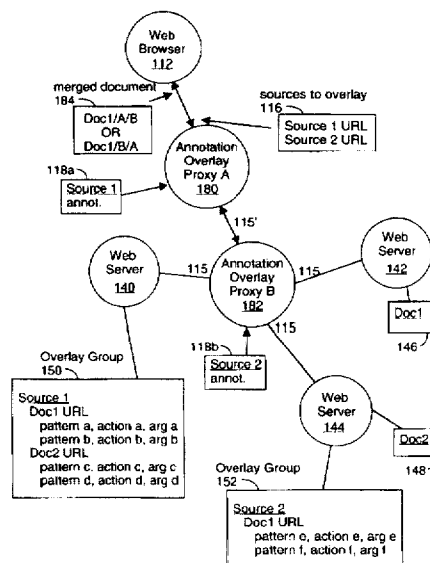 Web
Browser
112
merged document
184
Doc1/A/B
OR
Doc1/B/A
sources to overlay
116
Source 1 URL
Source 2 URL
Annotation
Overlay
Proxy A
180
118a
Source 1
annot.
115'
Web
Server
140
115
Annotation
Overlay
Proxy B
182
115
Web
Server
142
Doc1
146
115
118b
Source 2
annot.
Web
Server
144
Doc2
148
Overlay Group
150
Source 1
Doc1 URL
pattern a, action a, arg a
pattern b, action b, arg b
Doc2 URL
pattern c, action c, arg c
pattern d, action d, arg d
Overlay Group
152
Source 2
Doc1 URL
pattern e, action e, arg e
pattern f, action f, arg f